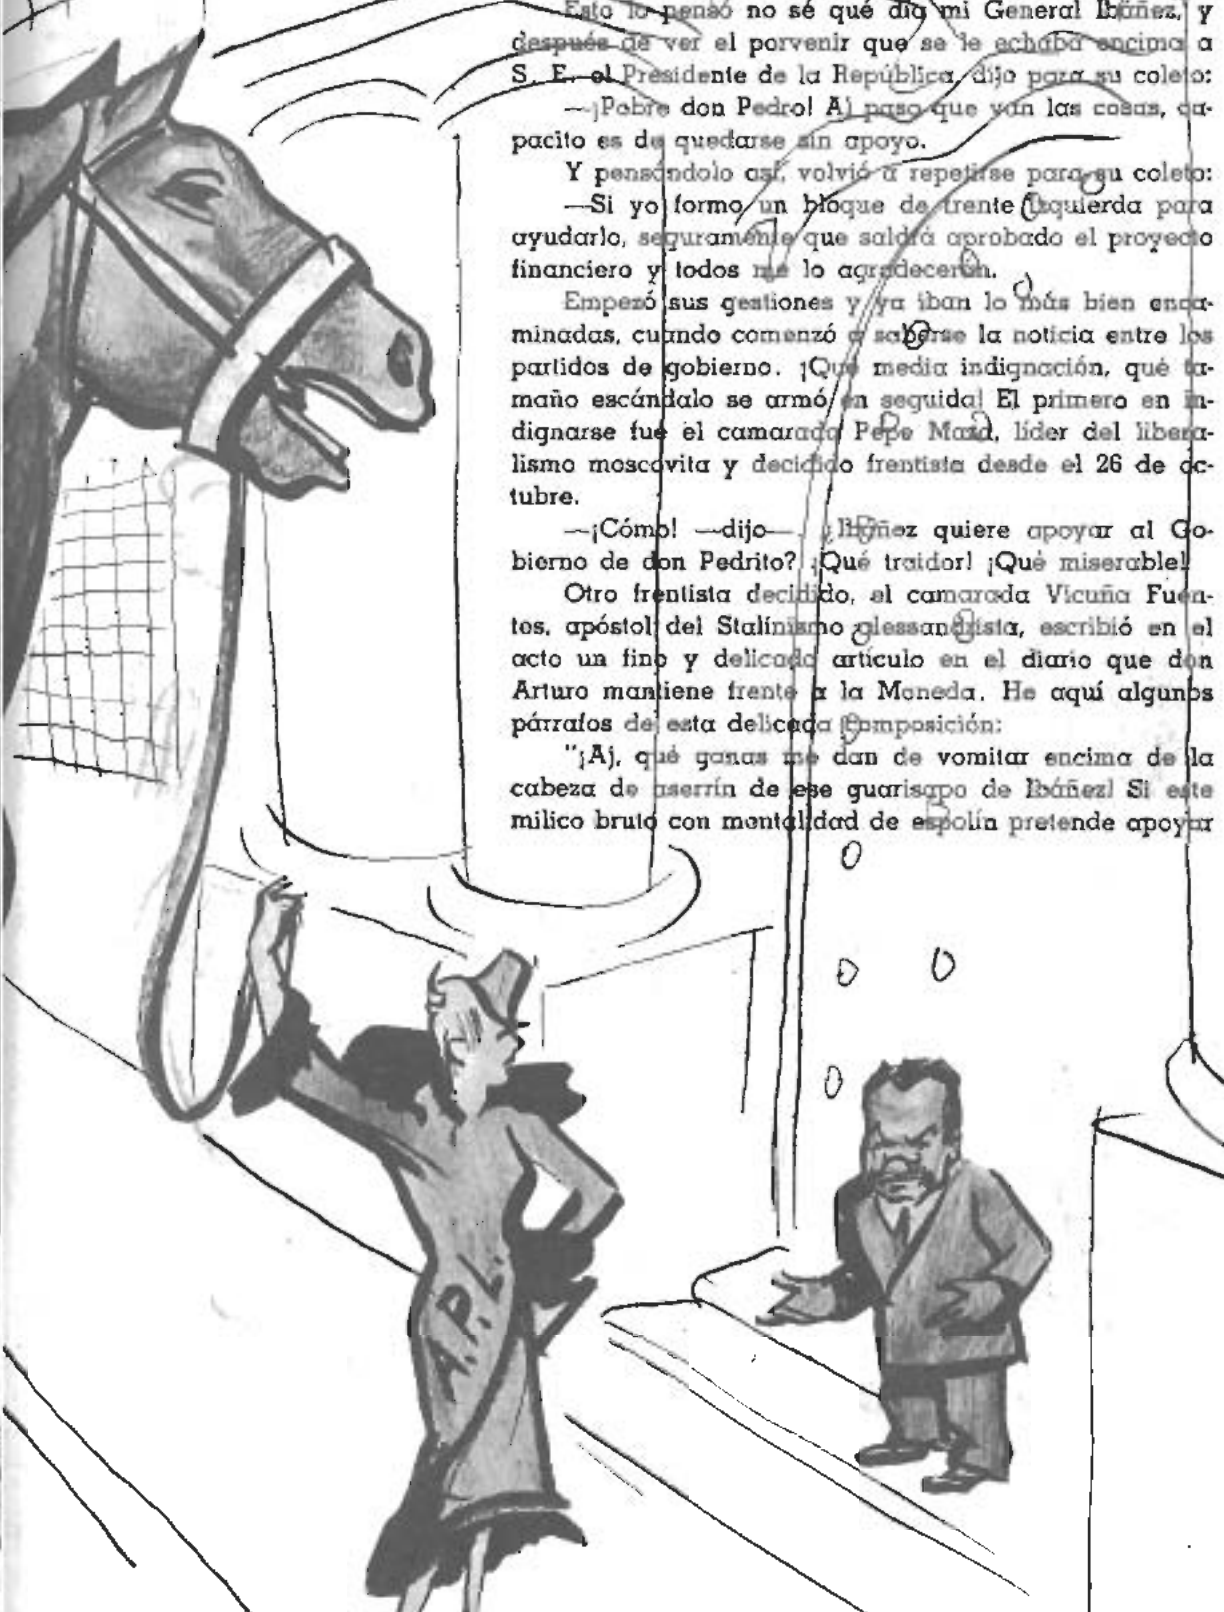 Esto lo pensó no sé qué día mi General Ibáñez, y
después de ver el porvenir que se le echaba encima a
S. E. el Presidente de la República, dijo para su coleto:
—¡Pobre don Pedro! Al paso que van las cosas, ca-
pacito es de quedarse sin apoyo.
Y pensándolo así, volvió a repetirse para su coleto:
—Si yo formo un bloque de frente izquierda para
ayudarlo, seguramente que saldrá aprobado el proyecto
financiero y todos me lo agradecerán.
Empezó sus gestiones y ya iban lo más bien enca-
minadas, cuando comenzó a saberse la noticia entre los
partidos de gobierno. ¡Qué media indignación, qué ta-
maño escándalo se armó en seguida! El primero en in-
dignarse fué el camarada Pepe Maza, líder del libera-
lismo moscovita y decidido frentista desde el 26 de oc-
tubre.
—¡Cómo! —dijo— ¿Ibáñez quiere apoyar al Go-
bierno de don Pedrito? ¡Qué traidor! ¡Qué miserable!
Otro frentista decidido, el camarada Vicuña Fuen-
tes, apóstol del Stalinismo alessandrista, escribió en el
acto un fino y delicado artículo en el diario que don
Arturo mantiene frente a la Moneda. He aquí algunos
párrafos de esta delicada composición:
"¡Aj, qué ganas me dan de vomitar encima de la
cabeza de aserrín de ese guarisapo de Ibáñez! Si este
milico bruto con mentalidad de espolín pretende apoyar
A.P.L.